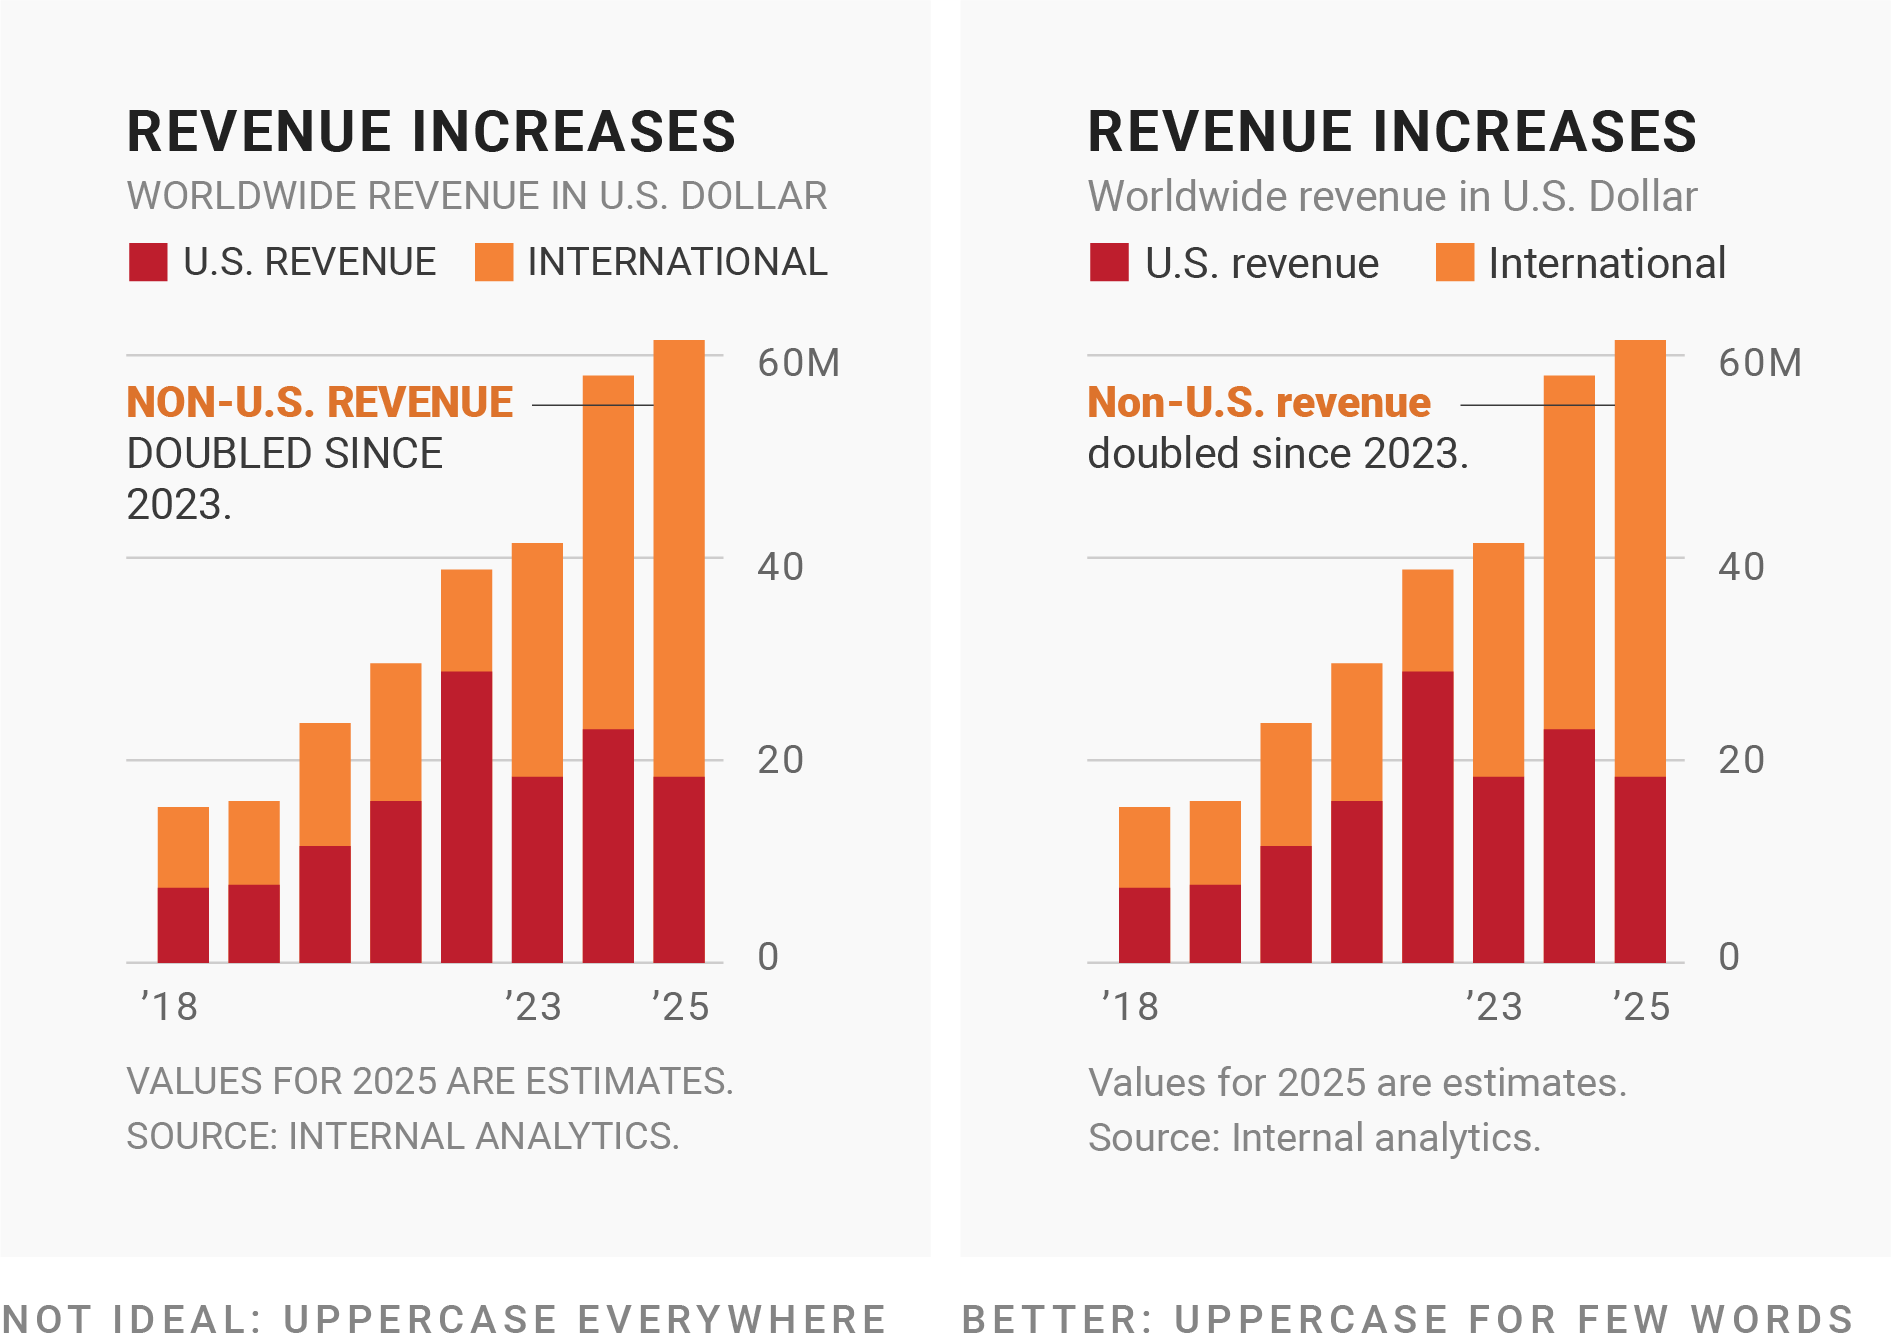 REVENUE INCREASES
WORLDWIDE REVENUE IN U.S. DOLLAR
U.S. REVENUE INTERNATIONAL
60M
NON-U.S. REVENUE
DOUBLED SINCE
2023.
40
20
0
’18 ’23 ’25
VALUES FOR 2025 ARE ESTIMATES.
SOURCE: INTERNAL ANALYTICS.
NOT IDEAL: UPPERCASE EVERYWHERE
REVENUE INCREASES
Worldwide revenue in U.S. Dollar
U.S. revenue International
60M
Non-U.S. revenue
doubled since 2023.
40
20
0
’18 ’23 ’25
Values for 2025 are estimates.
Source: Internal analytics.
BETTER: UPPERCASE FOR FEW WORDS